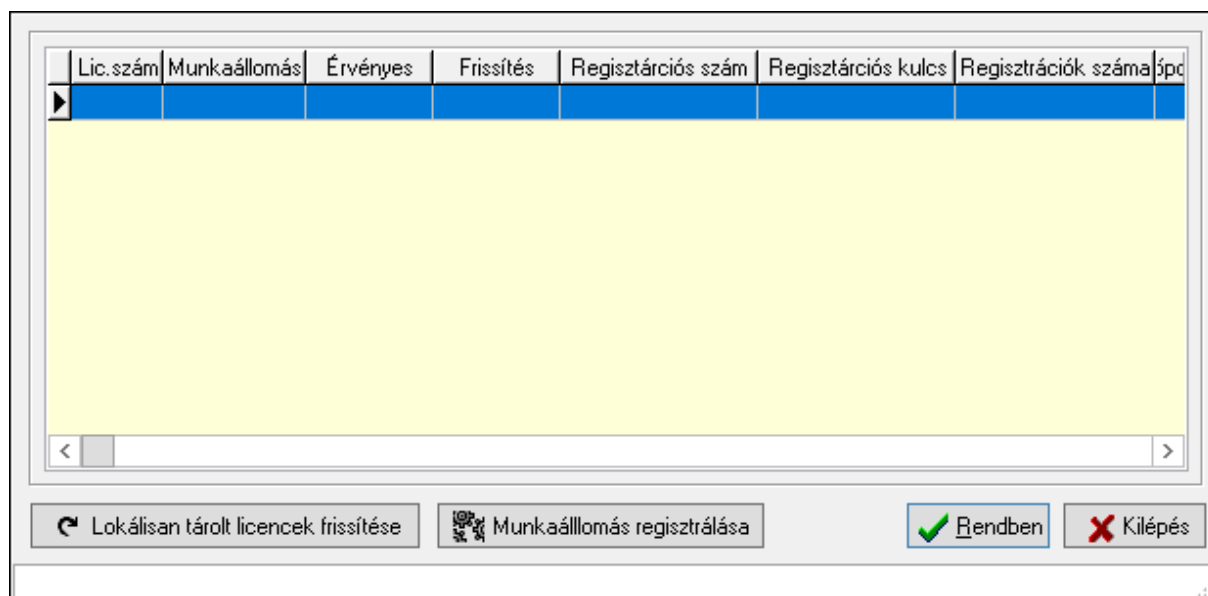 Lic.szám Munkaállomás Érvényes Frissítés Regisztárciós szám Regisztárciós kulcs Regisztrációk száma
Lokálisan tárolt licencek frissítése Munkaálllomás regisztrálása Rendben Kilépés